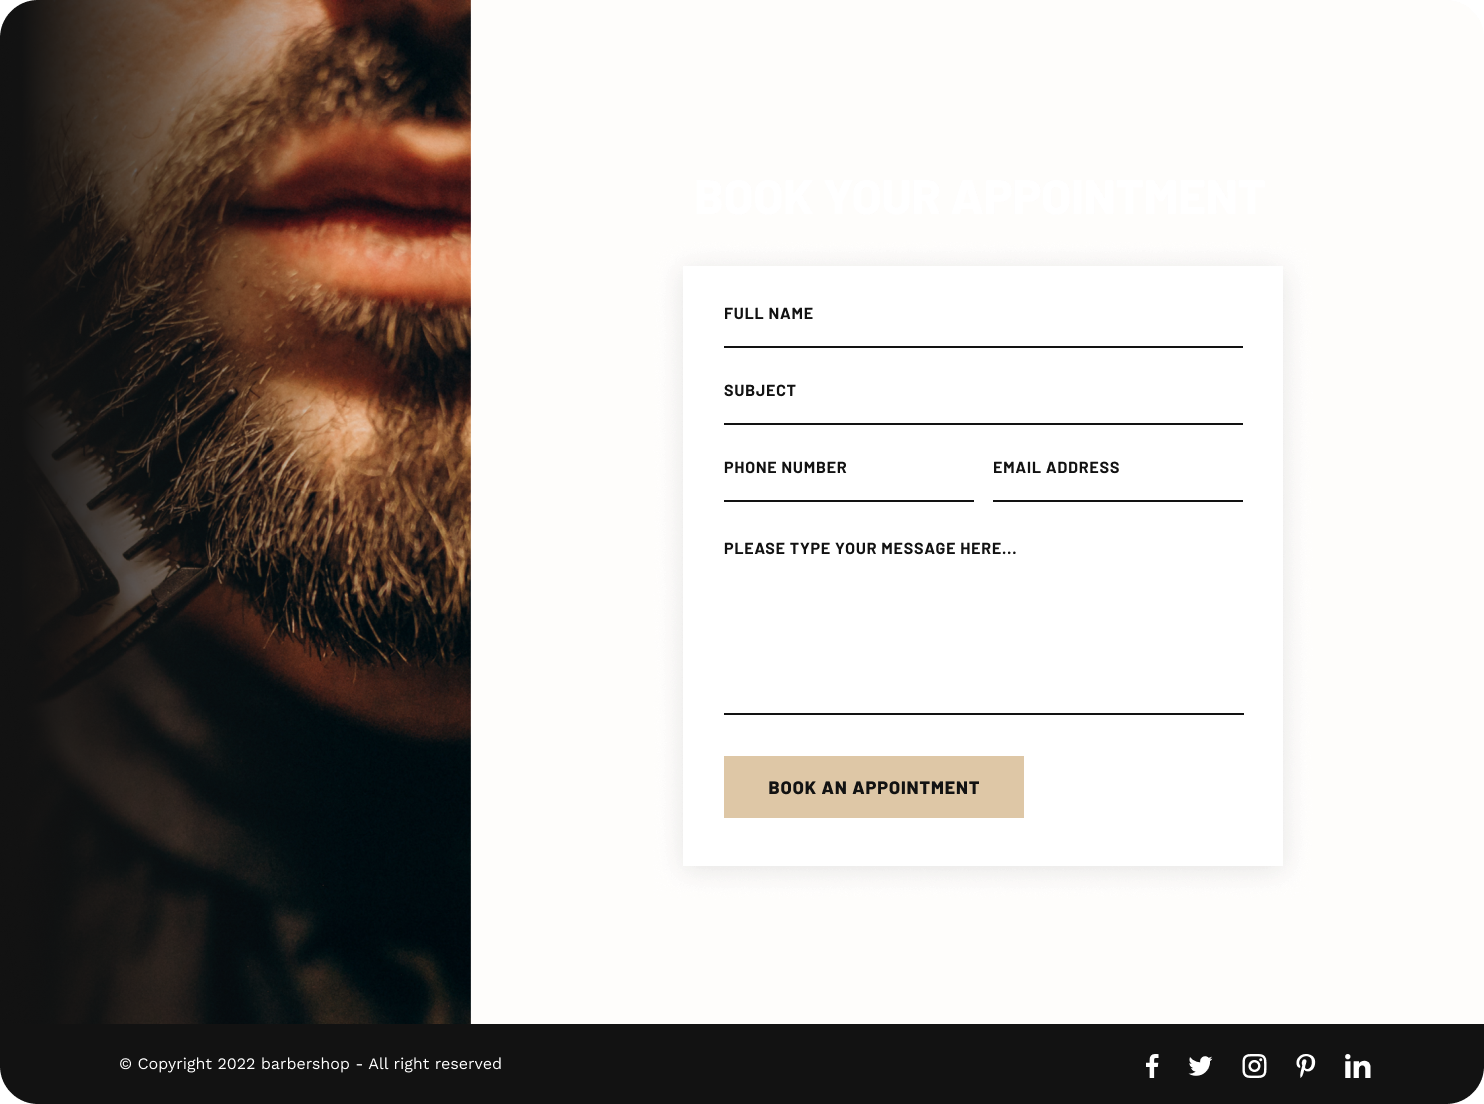 BOOK YOUR APPOINTMENT
FULL NAME
SUBJECT
PHONE NUMBER EMAIL ADDRESS
PLEASE TYPE YOUR MESSAGE HERE...
BOOK AN APPOINTMENT
© Copyright 2022 barbershop - All right reserved